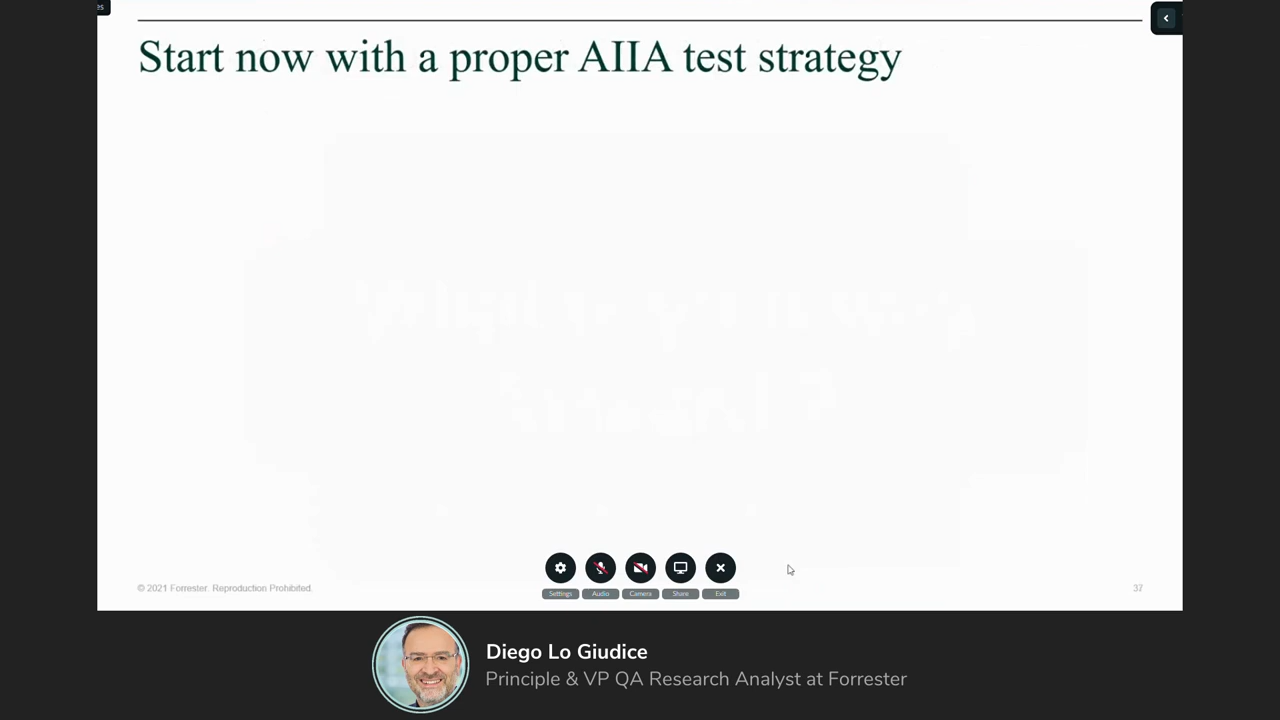 es
Start now with a proper AIIA test strategy
Settings Audio Camera Share Exit
© 2021 Forrester. Reproduction Prohibited.
37
Diego Lo Giudice
Principle & VP QA Research Analyst at Forrester